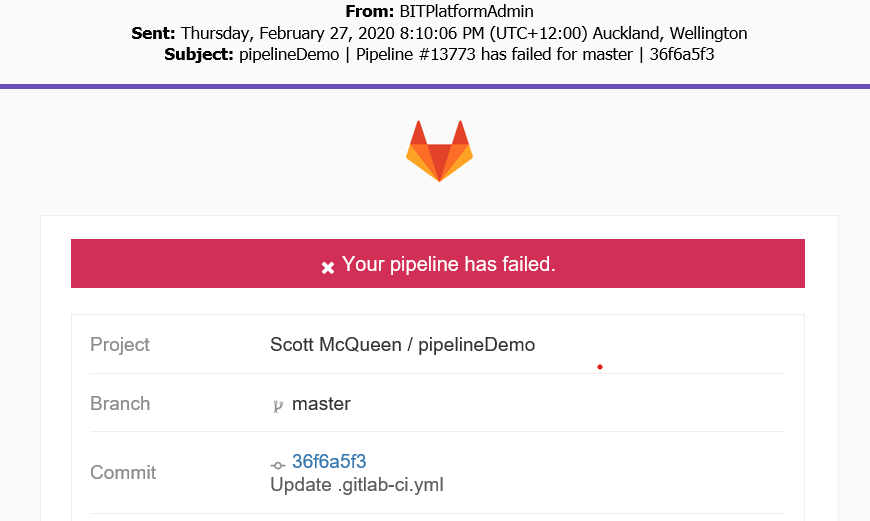 From: BITPlatformAdmin
Sent: Thursday, February 27, 2020 8:10:06 PM (UTC+12:00) Auckland, Wellington
Subject: pipelineDemo | Pipeline #13773 has failed for master | 36f6a5f3
Your pipeline has failed.
Project Scott McQueen / pipelineDemo
Branch master
Commit 36f6a5f3
Update .gitlab-ci.yml